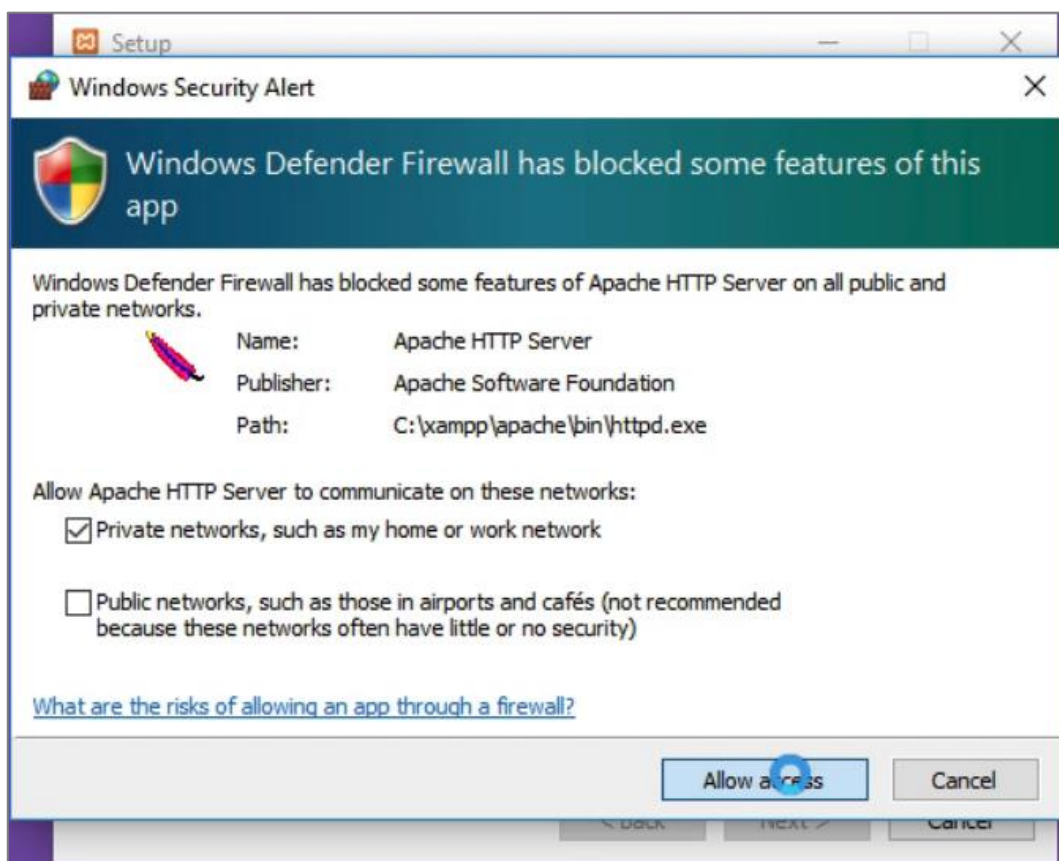 Setup
Windows Security Alert
Windows Defender Firewall has blocked some features of this
app
Windows Defender Firewall has blocked some features of Apache HTTP Server on all public and
private networks.
Name: Apache HTTP Server
Publisher: Apache Software Foundation
Path: C:\xampp\apache\bin\httpd.exe
Allow Apache HTTP Server to communicate on these networks:
Private networks, such as my home or work network
Public networks, such as those in airports and cafés (not recommended
because these networks often have little or no security)
What are the risks of allowing an app through a firewall?
Allow access Cancel
< Back Next > Cancel